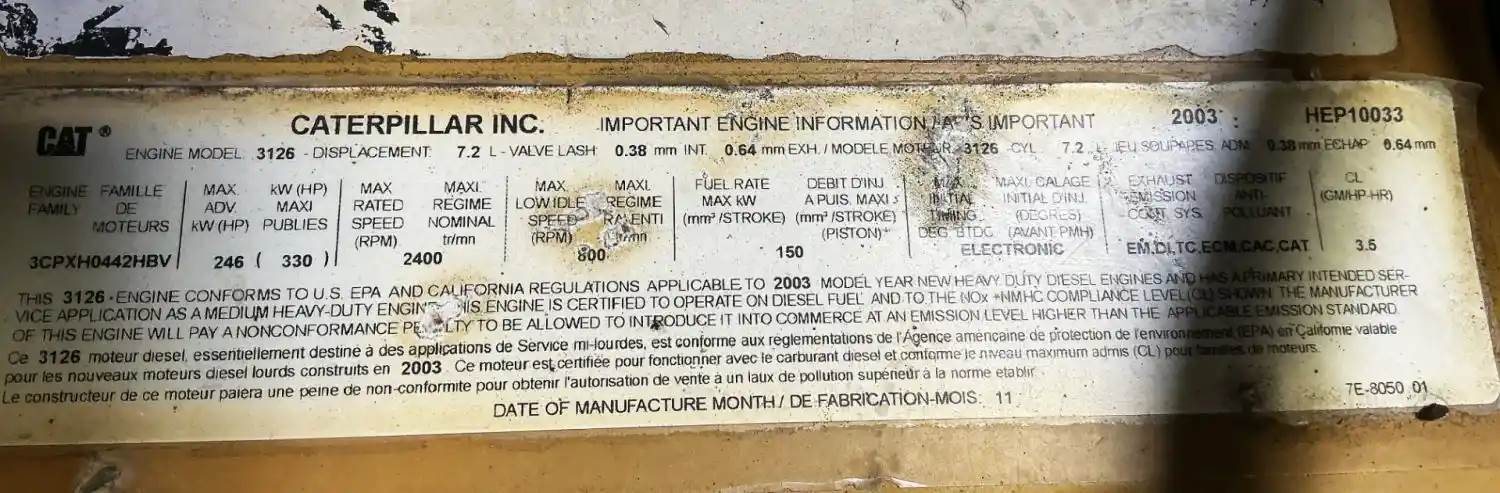 CAT ® CATERPILLAR INC. IMPORTANT ENGINE INFORMATION IMPORTANT 2003 HEP10033
ENGINE MODEL 3126 - DISPLACEMENT 7.2 L - VALVE LASH 0.38 mm INT. 0.64 mm EXH. / MODELE MOTEUR 3126 -CYL 7.2 L- JEU SOUPAPES ADM 0.38 mm ECHAP 0.64 mm
ENGINE FAMILLE MAX. kW (HP) MAX MAXI. MAX. MAXI. FUEL RATE DEBIT D'INJ. MAX. MAXI. CALAGE EXHAUST DISPOSITIF CL
FAMILY DE ADV. MAXI RATED REGIME LOW IDLE REGIME MAX kW A PUIS. MAXI INITIAL INITIAL D'INJ. EMISSION ANTI- (GM/HP-HR)
MOTEURS kW (HP) PUBLIES SPEED NOMINAL SPEED RALENTI (mm³ /STROKE) (mm³ /STROKE) TIMING (DEGRES) CONT. SYS. POLLUANT
(RPM) tr/mn (RPM) tr/mn (PISTON) DEG BTDC (AVANT PMH)
3CPXH0442HBV 246 ( 330 ) 2400 800 150 ELECTRONIC EM,DI,TC,ECM,CAC,CAT 3.5
THIS 3126 ENGINE CONFORMS TO U.S. EPA AND CALIFORNIA REGULATIONS APPLICABLE TO 2003 MODEL YEAR NEW HEAVY DUTY DIESEL ENGINES AND HAS A PRIMARY INTENDED SER-
VICE APPLICATION AS A MEDIUM HEAVY-DUTY ENGINE. THIS ENGINE IS CERTIFIED TO OPERATE ON DIESEL FUEL AND TO THE NOx +NMHC COMPLIANCE LEVEL (CL) SHOWN. THE MANUFACTURER
OF THIS ENGINE WILL PAY A NONCONFORMANCE PENALTY TO BE ALLOWED TO INTRODUCE IT INTO COMMERCE AT AN EMISSION LEVEL HIGHER THAN THE APPLICABLE EMISSION STANDARD.
Ce 3126 moteur diesel, essentiellement destiné à des applications de Service mi-lourdes, est conforme aux réglementations de l'Agence américaine de protection de l'environnement (EPA) en Californie valable
pour les nouveaux moteurs diesel lourds construits en 2003. Ce moteur est certifiée pour fonctionner avec le carburant diesel et conforme le niveau maximum admis (CL) pour familles de moteurs.
Le constructeur de ce moteur paiera une peine de non-conformite pour obtenir l'autorisation de vente à un taux de pollution supérieur à la norme etablir
7E-8050 01
DATE OF MANUFACTURE MONTH / DE FABRICATION-MOIS: 11